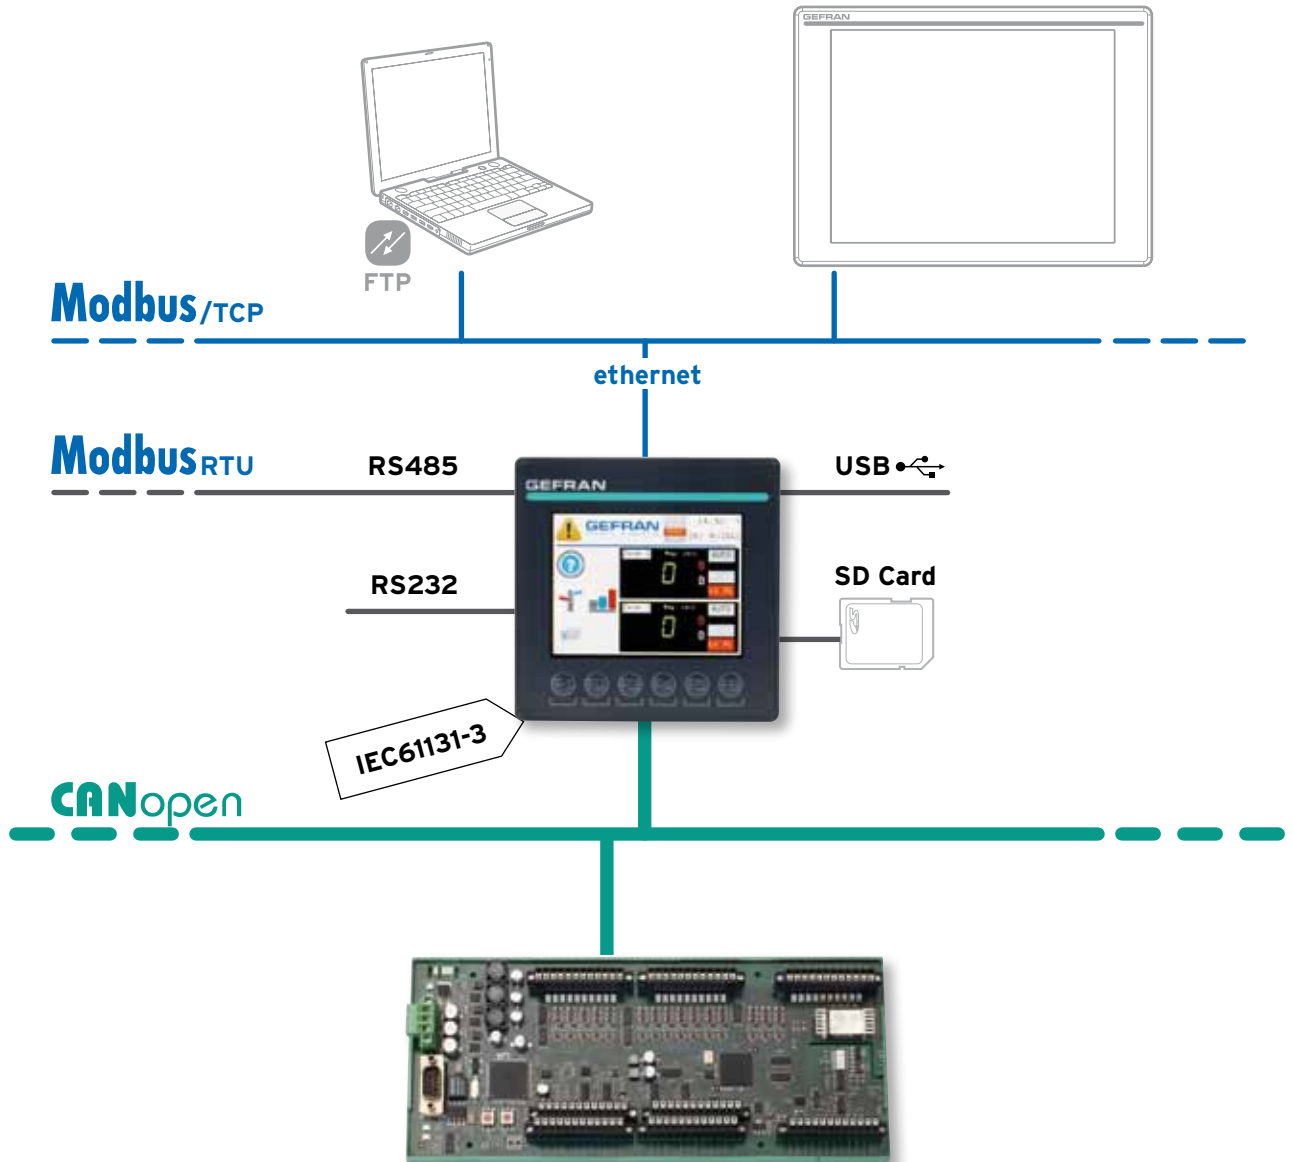 GEFRAN
FTP
Modbus/TCP
ethernet
Modbus RTU
RS485
USB
GEFRAN
GEFRAN
RS232
SD Card
IEC61131-3
CANopen